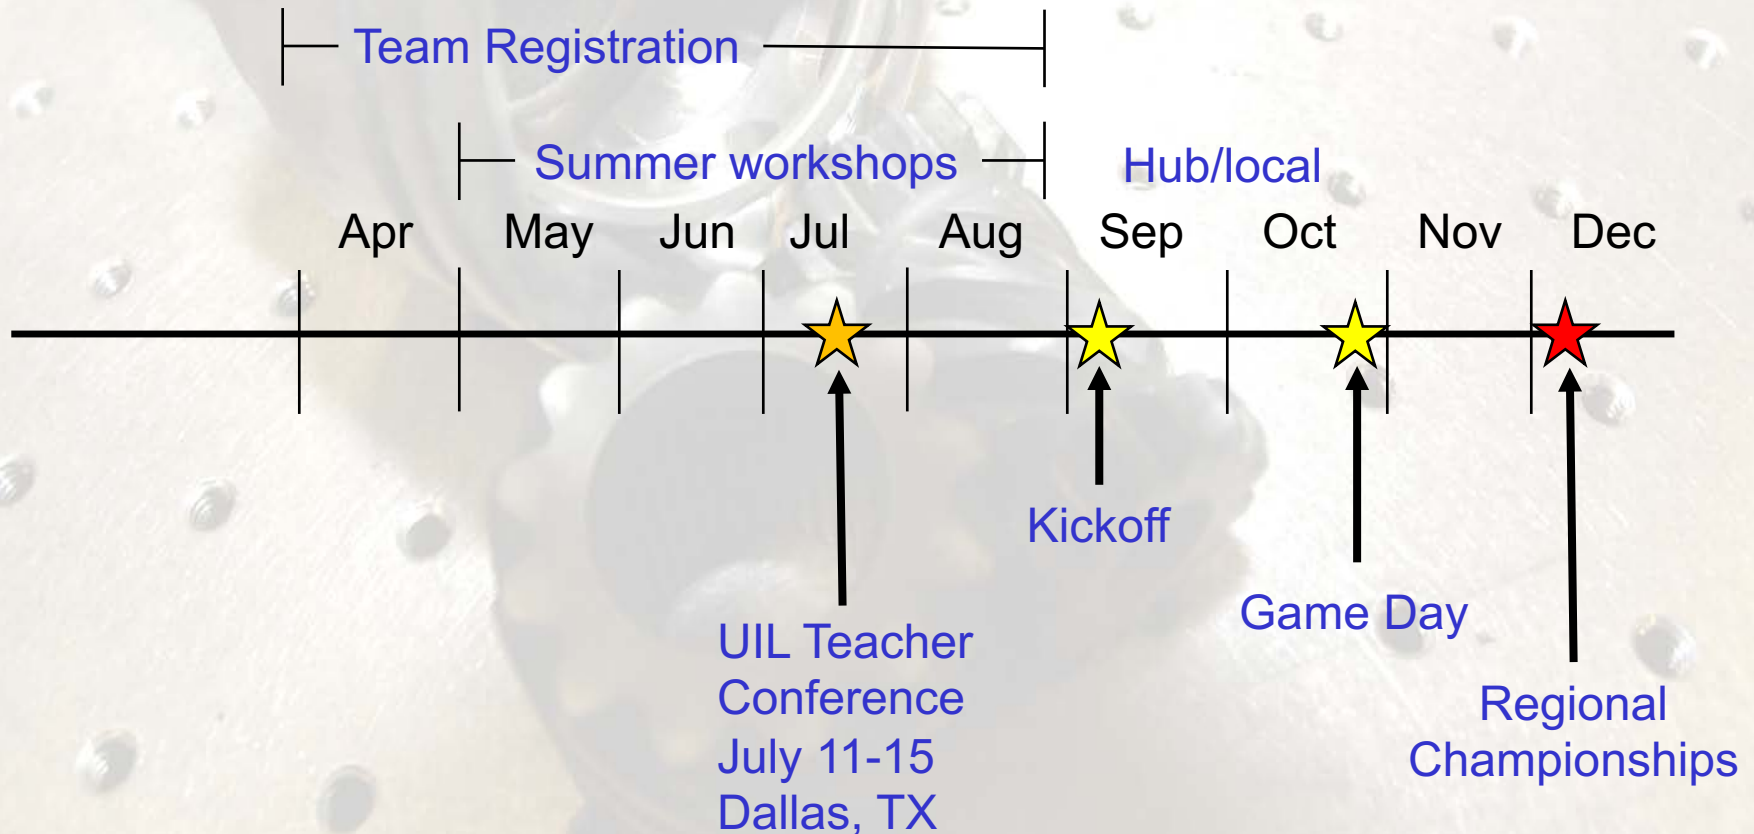 Team Registration
Summer workshops
Hub/local
Apr May Jun Jul Aug Sep Oct Nov Dec
Kickoff
Game Day
UIL Teacher
Conference
July 11-15
Dallas, TX
Regional
Championships